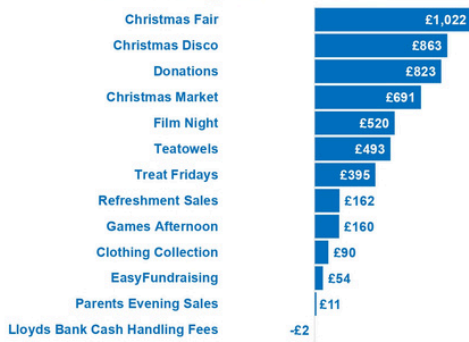 Christmas Fair £1,022
Christmas Disco £863
Donations £823
Christmas Market £691
Film Night £520
Teatowels £493
Treat Fridays £395
Refreshment Sales £162
Games Afternoon £160
Clothing Collection £90
EasyFundraising £54
Parents Evening Sales £11
Lloyds Bank Cash Handling Fees -£2